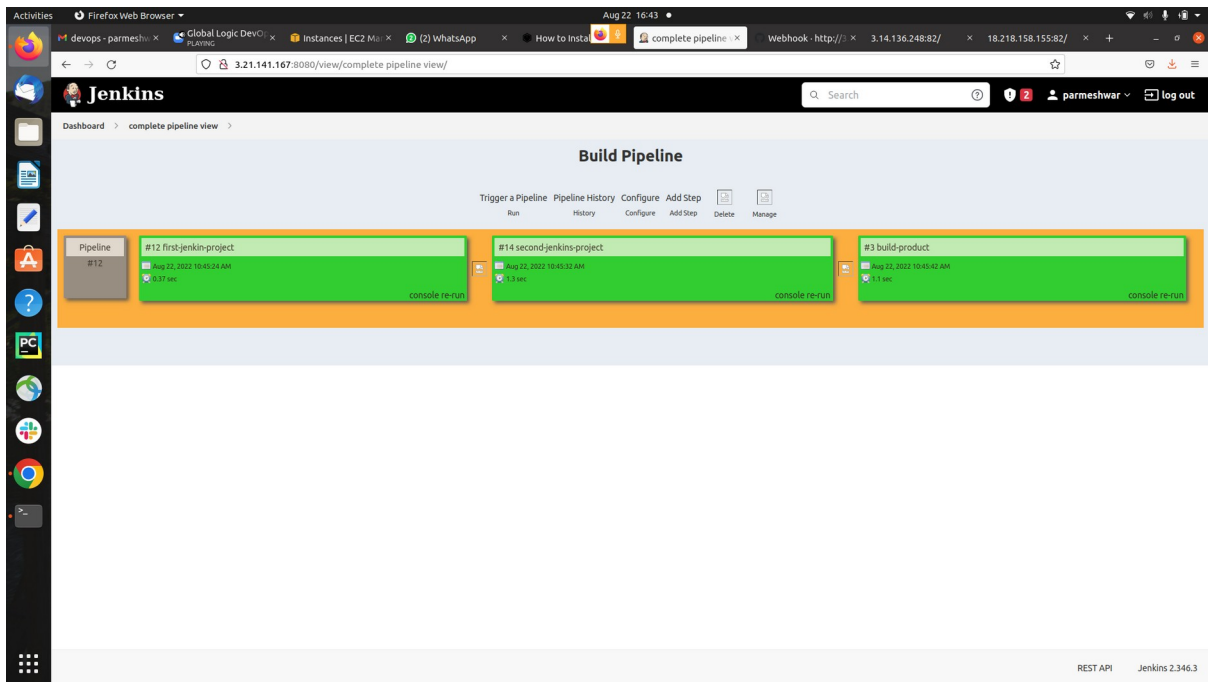 Activities Firefox Web Browser Aug 22 16:43
devops - parmeshw Global Logic DevOp Instances | EC2 Man (2) WhatsApp How to Instal complete pipeline v Webhook · http://3 3.14.136.248:82/ 18.218.158.155:82/
PLAYING
3.21.141.167:8080/view/complete pipeline view/
Jenkins Search 2 parmeshwar log out
Dashboard > complete pipeline view >
Build Pipeline
Trigger a Pipeline Pipeline History Configure Add Step
Run History Configure Add Step Delete Manage
Pipeline #12 first-jenkin-project #14 second-jenkins-project #3 build-product
#12 Aug 22, 2022 10:45:24 AM Aug 22, 2022 10:45:32 AM Aug 22, 2022 10:45:42 AM
0.37 sec 1.3 sec 1.1 sec
console re-run console re-run console re-run
PC
REST API Jenkins 2.346.3